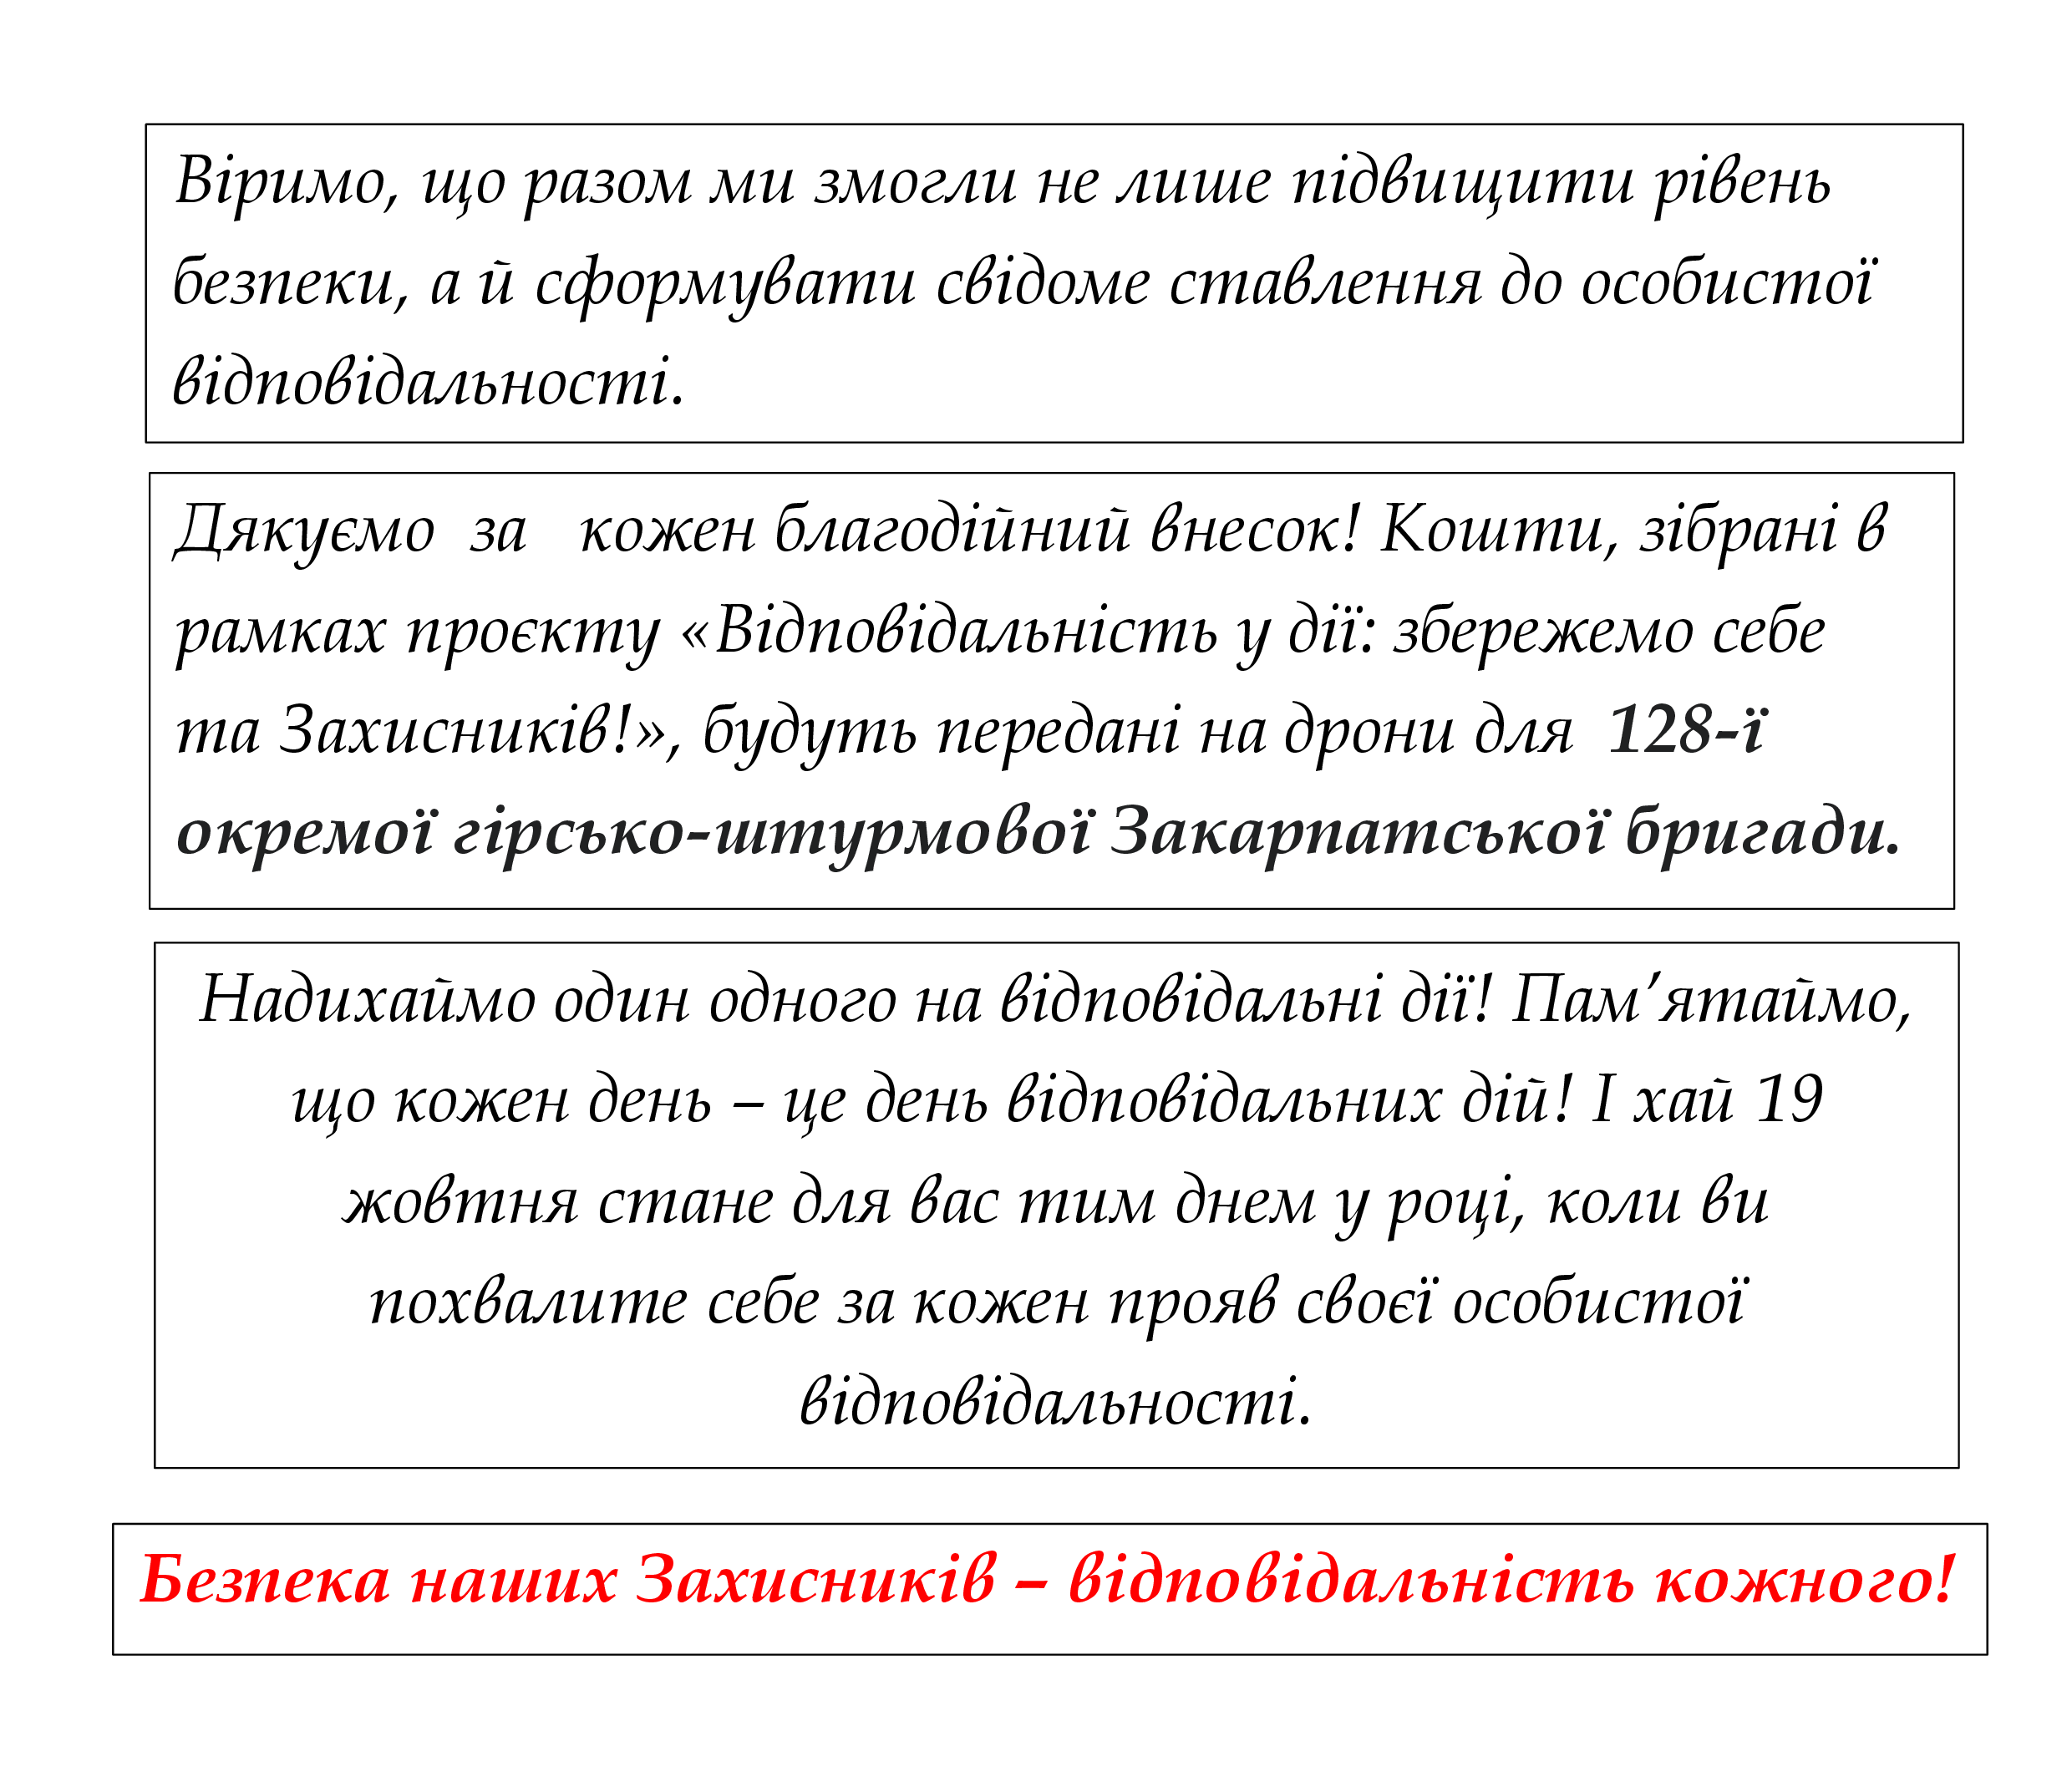 Віримо, що разом ми змогли не лише підвищити рівень
безпеки, а й сформувати свідоме ставлення до особистої
відповідальності.
Дякуємо за кожен благодійний внесок! Кошти, зібрані в
рамках проєкту «Відповідальність у дії: збережемо себе
та Захисників!», будуть передані на дрони для 128-ї
окремої гірсько-штурмової Закарпатської бригади.
Надихаймо один одного на відповідальні дії! Пам’ятаймо,
що кожен день – це день відповідальних дій! І хай 19
жовтня стане для вас тим днем у році, коли ви
похвалите себе за кожен прояв своєї особистої
відповідальності.
Безпека наших Захисників – відповідальність кожного!